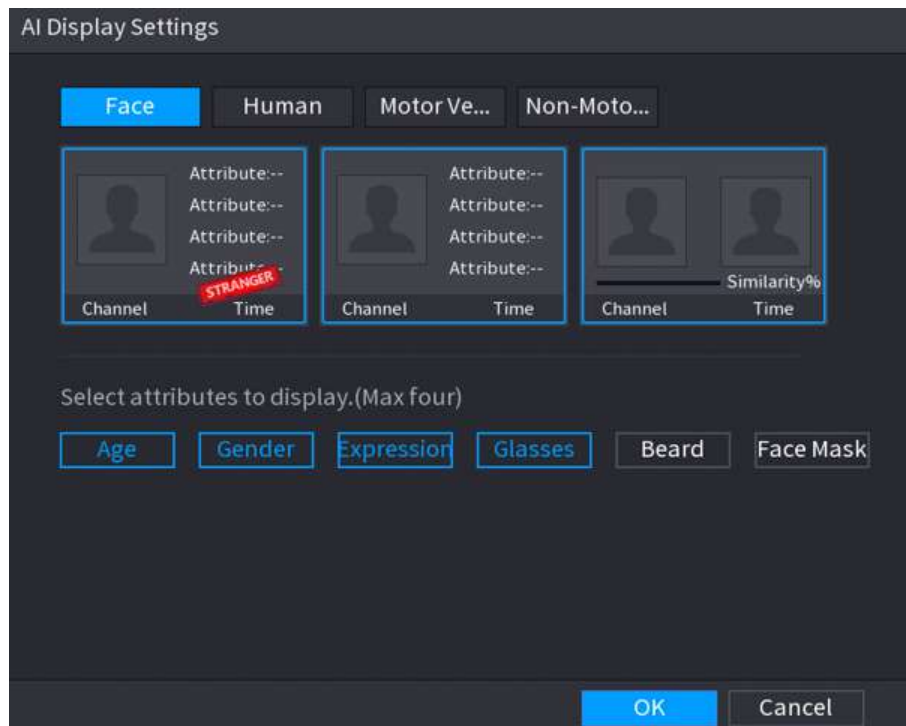 AI Display Settings
Face Human Motor Ve... Non-Moto...
Attribute:-- Attribute:--
Attribute:-- Attribute:--
Attribute:-- Attribute:--
Attribute:-- Attribute:--
STRANGER Similarity%
Channel Time Channel Time Channel Time
Select attributes to display.(Max four)
Age Gender Expression Glasses Beard Face Mask
OK Cancel